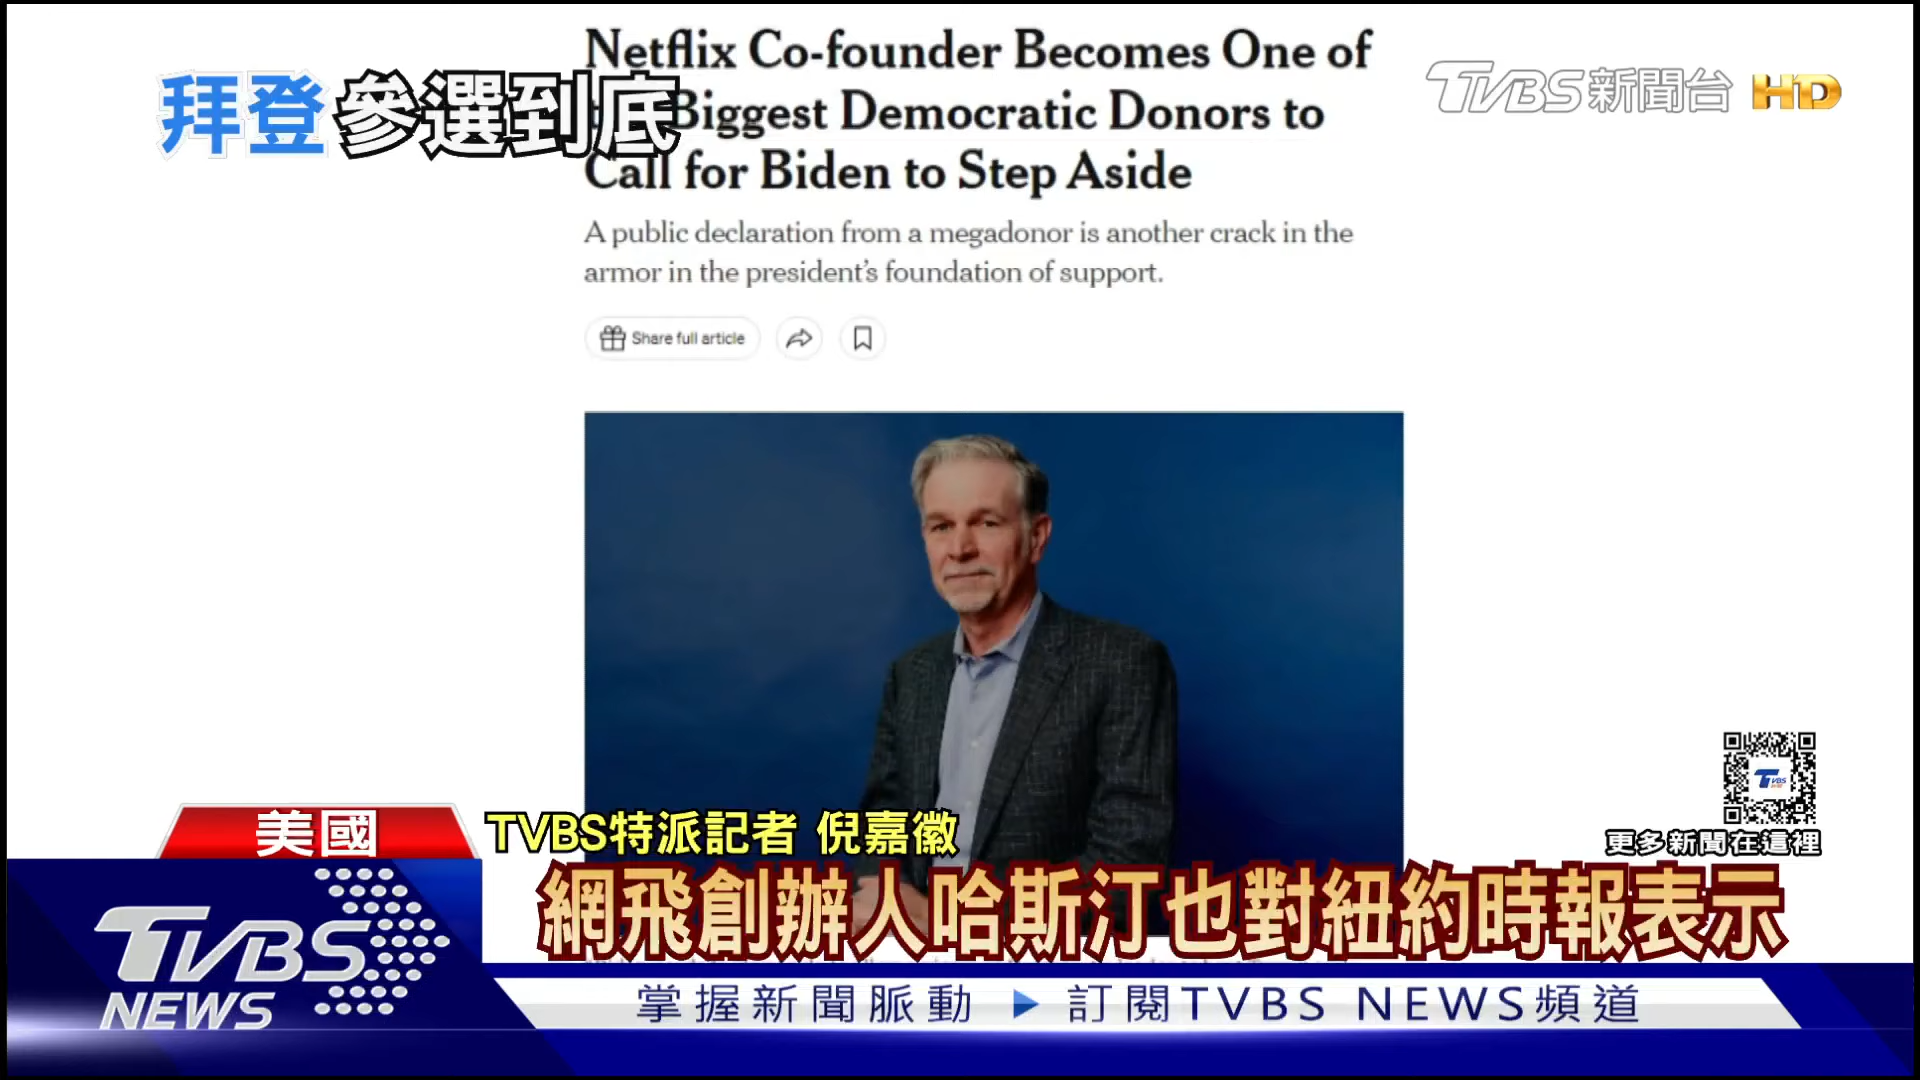 Netflix Co-founder Becomes One of
Biggest Democratic Donors to
Call for Biden to Step Aside
拜登參選到底
TVBS新聞台 HD
A public declaration from a megadonor is another crack in the
armor in the president's foundation of support.
Share full article
TVBS
更多新聞在這裡
美國
TVBS特派記者 倪嘉徽
網飛創辦人哈斯汀也對紐約時報表示
TVBS
NEWS
掌握新聞脈動 ▶ 訂閱TVBS NEWS頻道